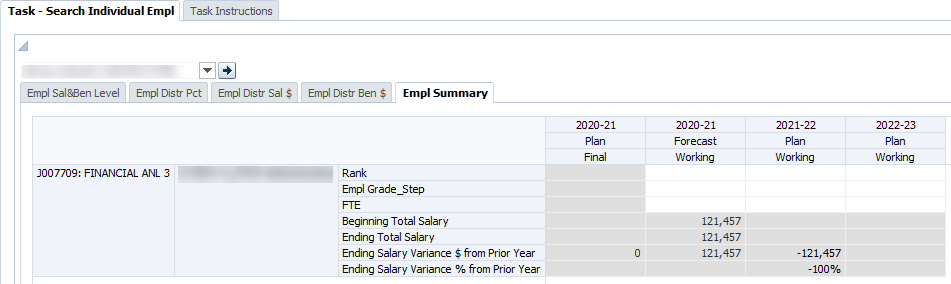 Task - Search Individual Empl Task Instructions
Empl Sal&Ben Level Empl Distr Pct Empl Distr Sal $ Empl Distr Ben $ Empl Summary
2020-21 2020-21 2021-22 2022-23
Plan Forecast Plan Plan
Final Working Working Working
J007709: FINANCIAL ANL 3 Rank
Empl Grade_Step
FTE
Beginning Total Salary 121,457
Ending Total Salary 121,457
Ending Salary Variance $ from Prior Year 0 121,457 -121,457
Ending Salary Variance % from Prior Year -100%